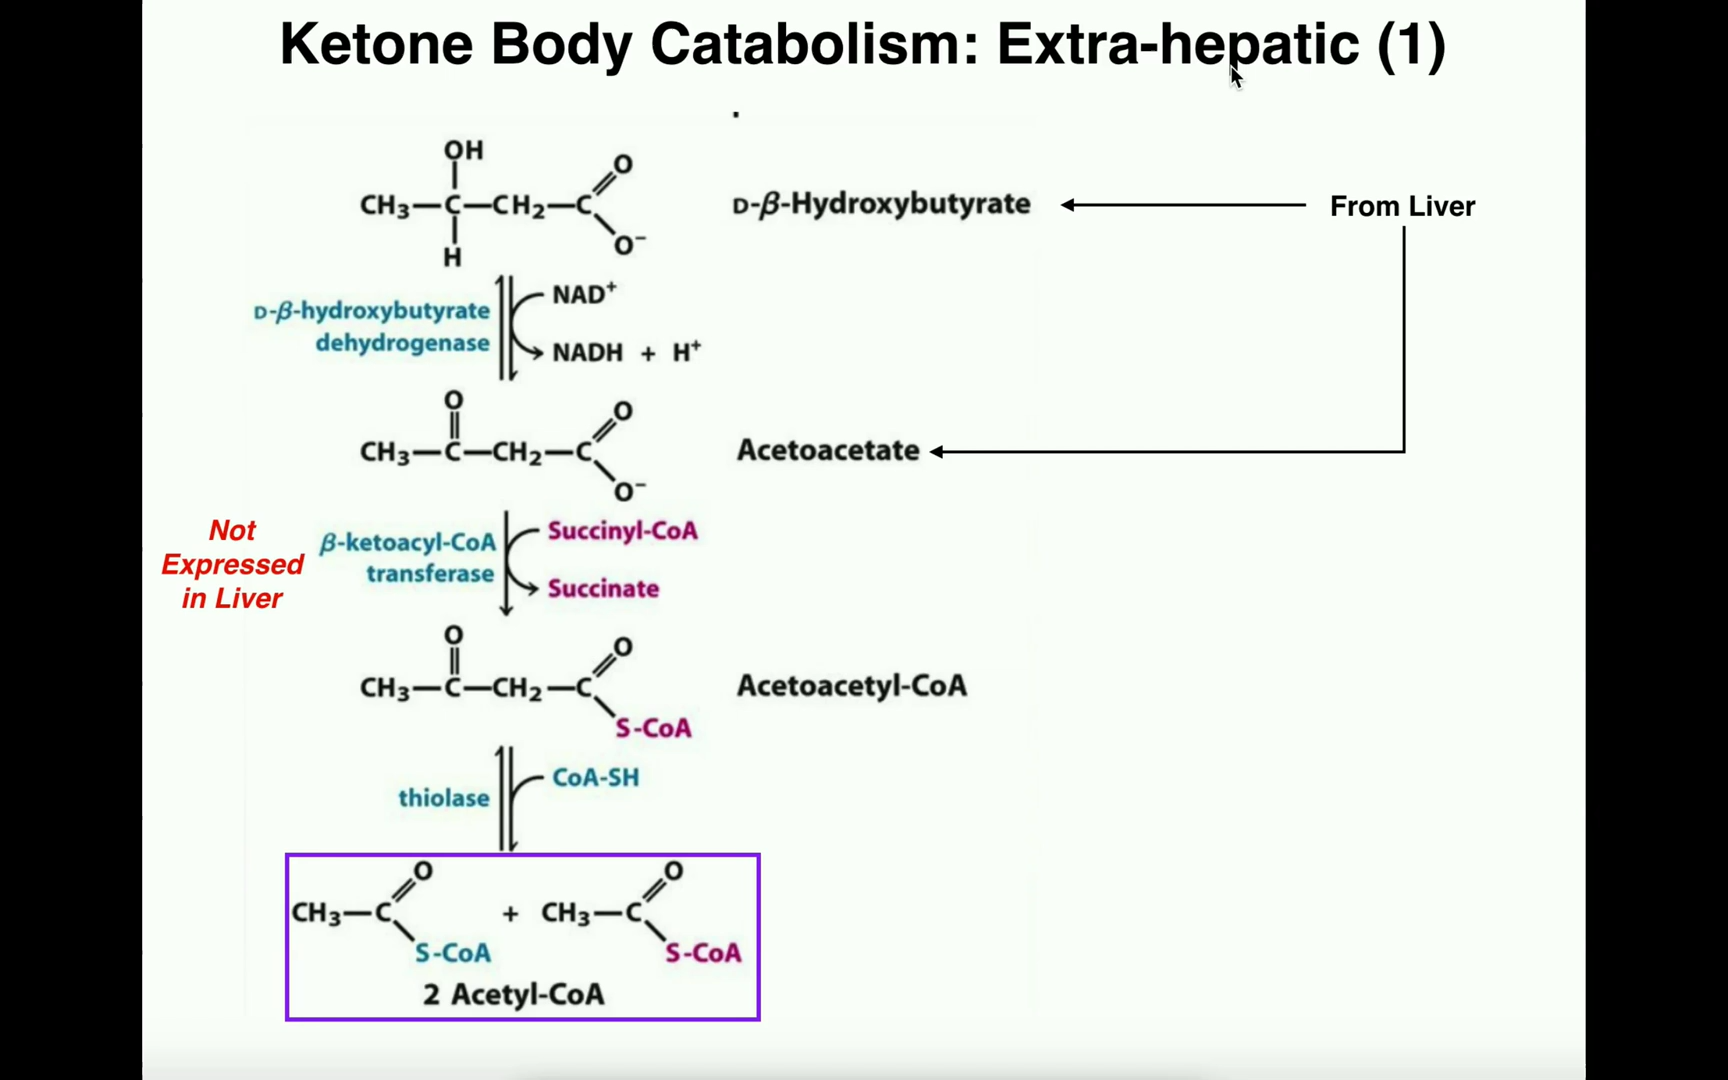 Ketone Body Catabolism: Extra-hepatic (1)
OH
CH₃—C—CH₂—C
O
O⁻
H
D-β-Hydroxybutyrate
From Liver
D-β-hydroxybutyrate
dehydrogenase
NAD⁺
NADH + H⁺
O
CH₃—C—CH₂—C
O
O⁻
Acetoacetate
Not
Expressed
in Liver
β-ketoacyl-CoA
transferase
Succinyl-CoA
Succinate
O
CH₃—C—CH₂—C
O
S-CoA
Acetoacetyl-CoA
thiolase
CoA-SH
O
CH₃—C
S-CoA
+
O
CH₃—C
S-CoA
2 Acetyl-CoA